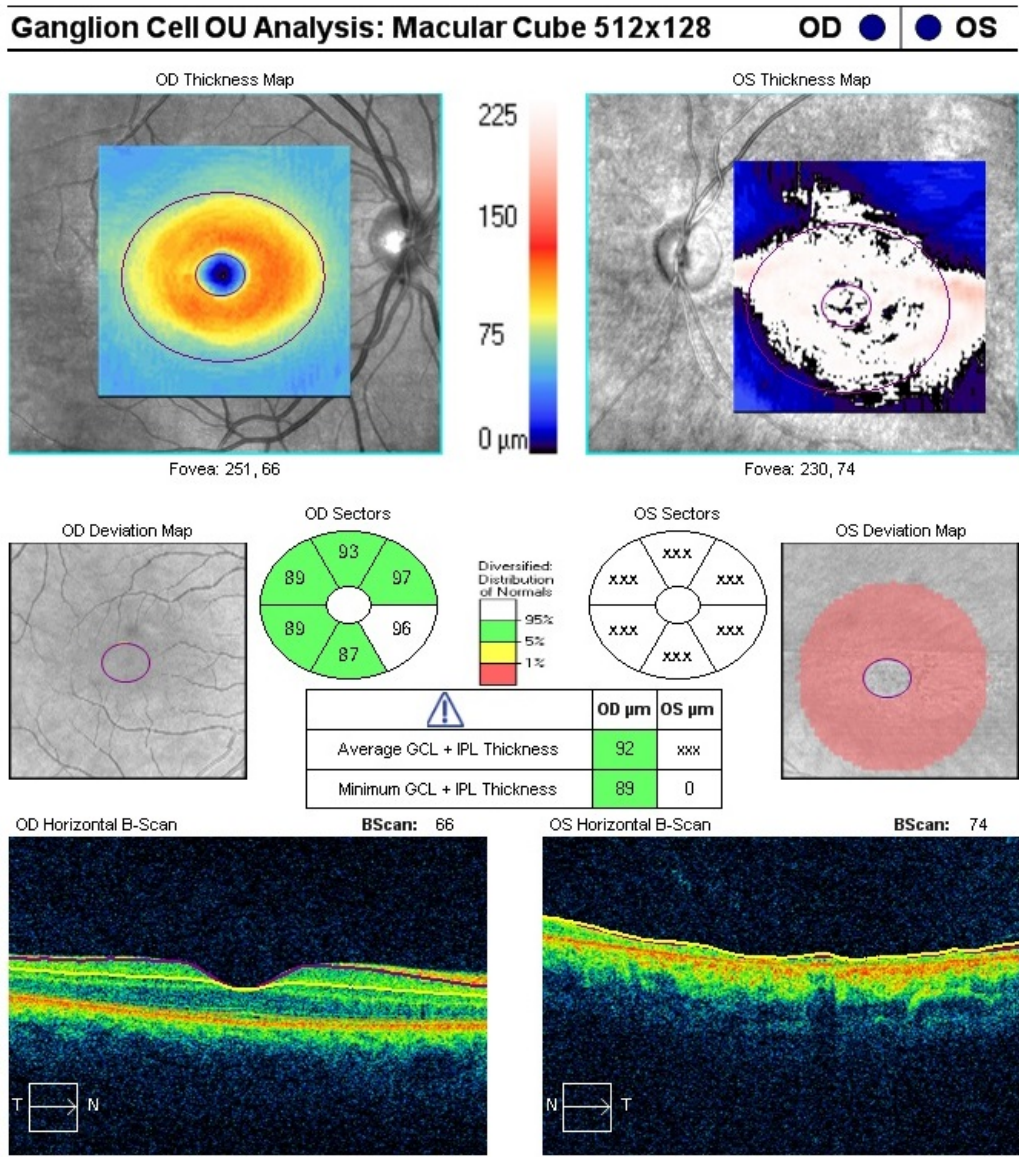 Ganglion Cell OU Analysis: Macular Cube 512x128 OD OS
OD Thickness Map
OS Thickness Map
225
150
75
0 µm
Fovea: 251, 66
Fovea: 230, 74
OD Deviation Map
OD Sectors
OS Sectors
OS Deviation Map
93
89
97
89
96
87
Diversified:
Distribution
of Normals
95%
5%
1%
xxx
xxx
xxx
xxx
xxx
xxx
OD µm OS µm
Average GCL + IPL Thickness 92 xxx
Minimum GCL + IPL Thickness 89 0
OD Horizontal B-Scan BScan: 66
OS Horizontal B-Scan BScan: 74
T N
N T